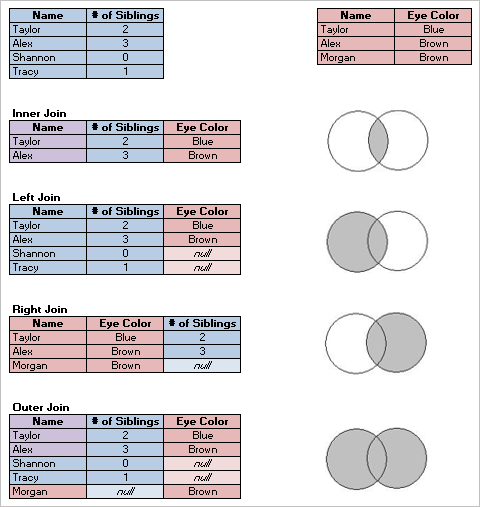 Name # of Siblings
Taylor 2
Alex 3
Shannon 0
Tracy 1
Name Eye Color
Taylor Blue
Alex Brown
Morgan Brown
Inner Join
Name # of Siblings Eye Color
Taylor 2 Blue
Alex 3 Brown
Left Join
Name # of Siblings Eye Color
Taylor 2 Blue
Alex 3 Brown
Shannon 0 null
Tracy 1 null
Right Join
Name Eye Color # of Siblings
Taylor Blue 2
Alex Brown 3
Morgan Brown null
Outer Join
Name # of Siblings Eye Color
Taylor 2 Blue
Alex 3 Brown
Shannon 0 null
Tracy 1 null
Morgan null Brown